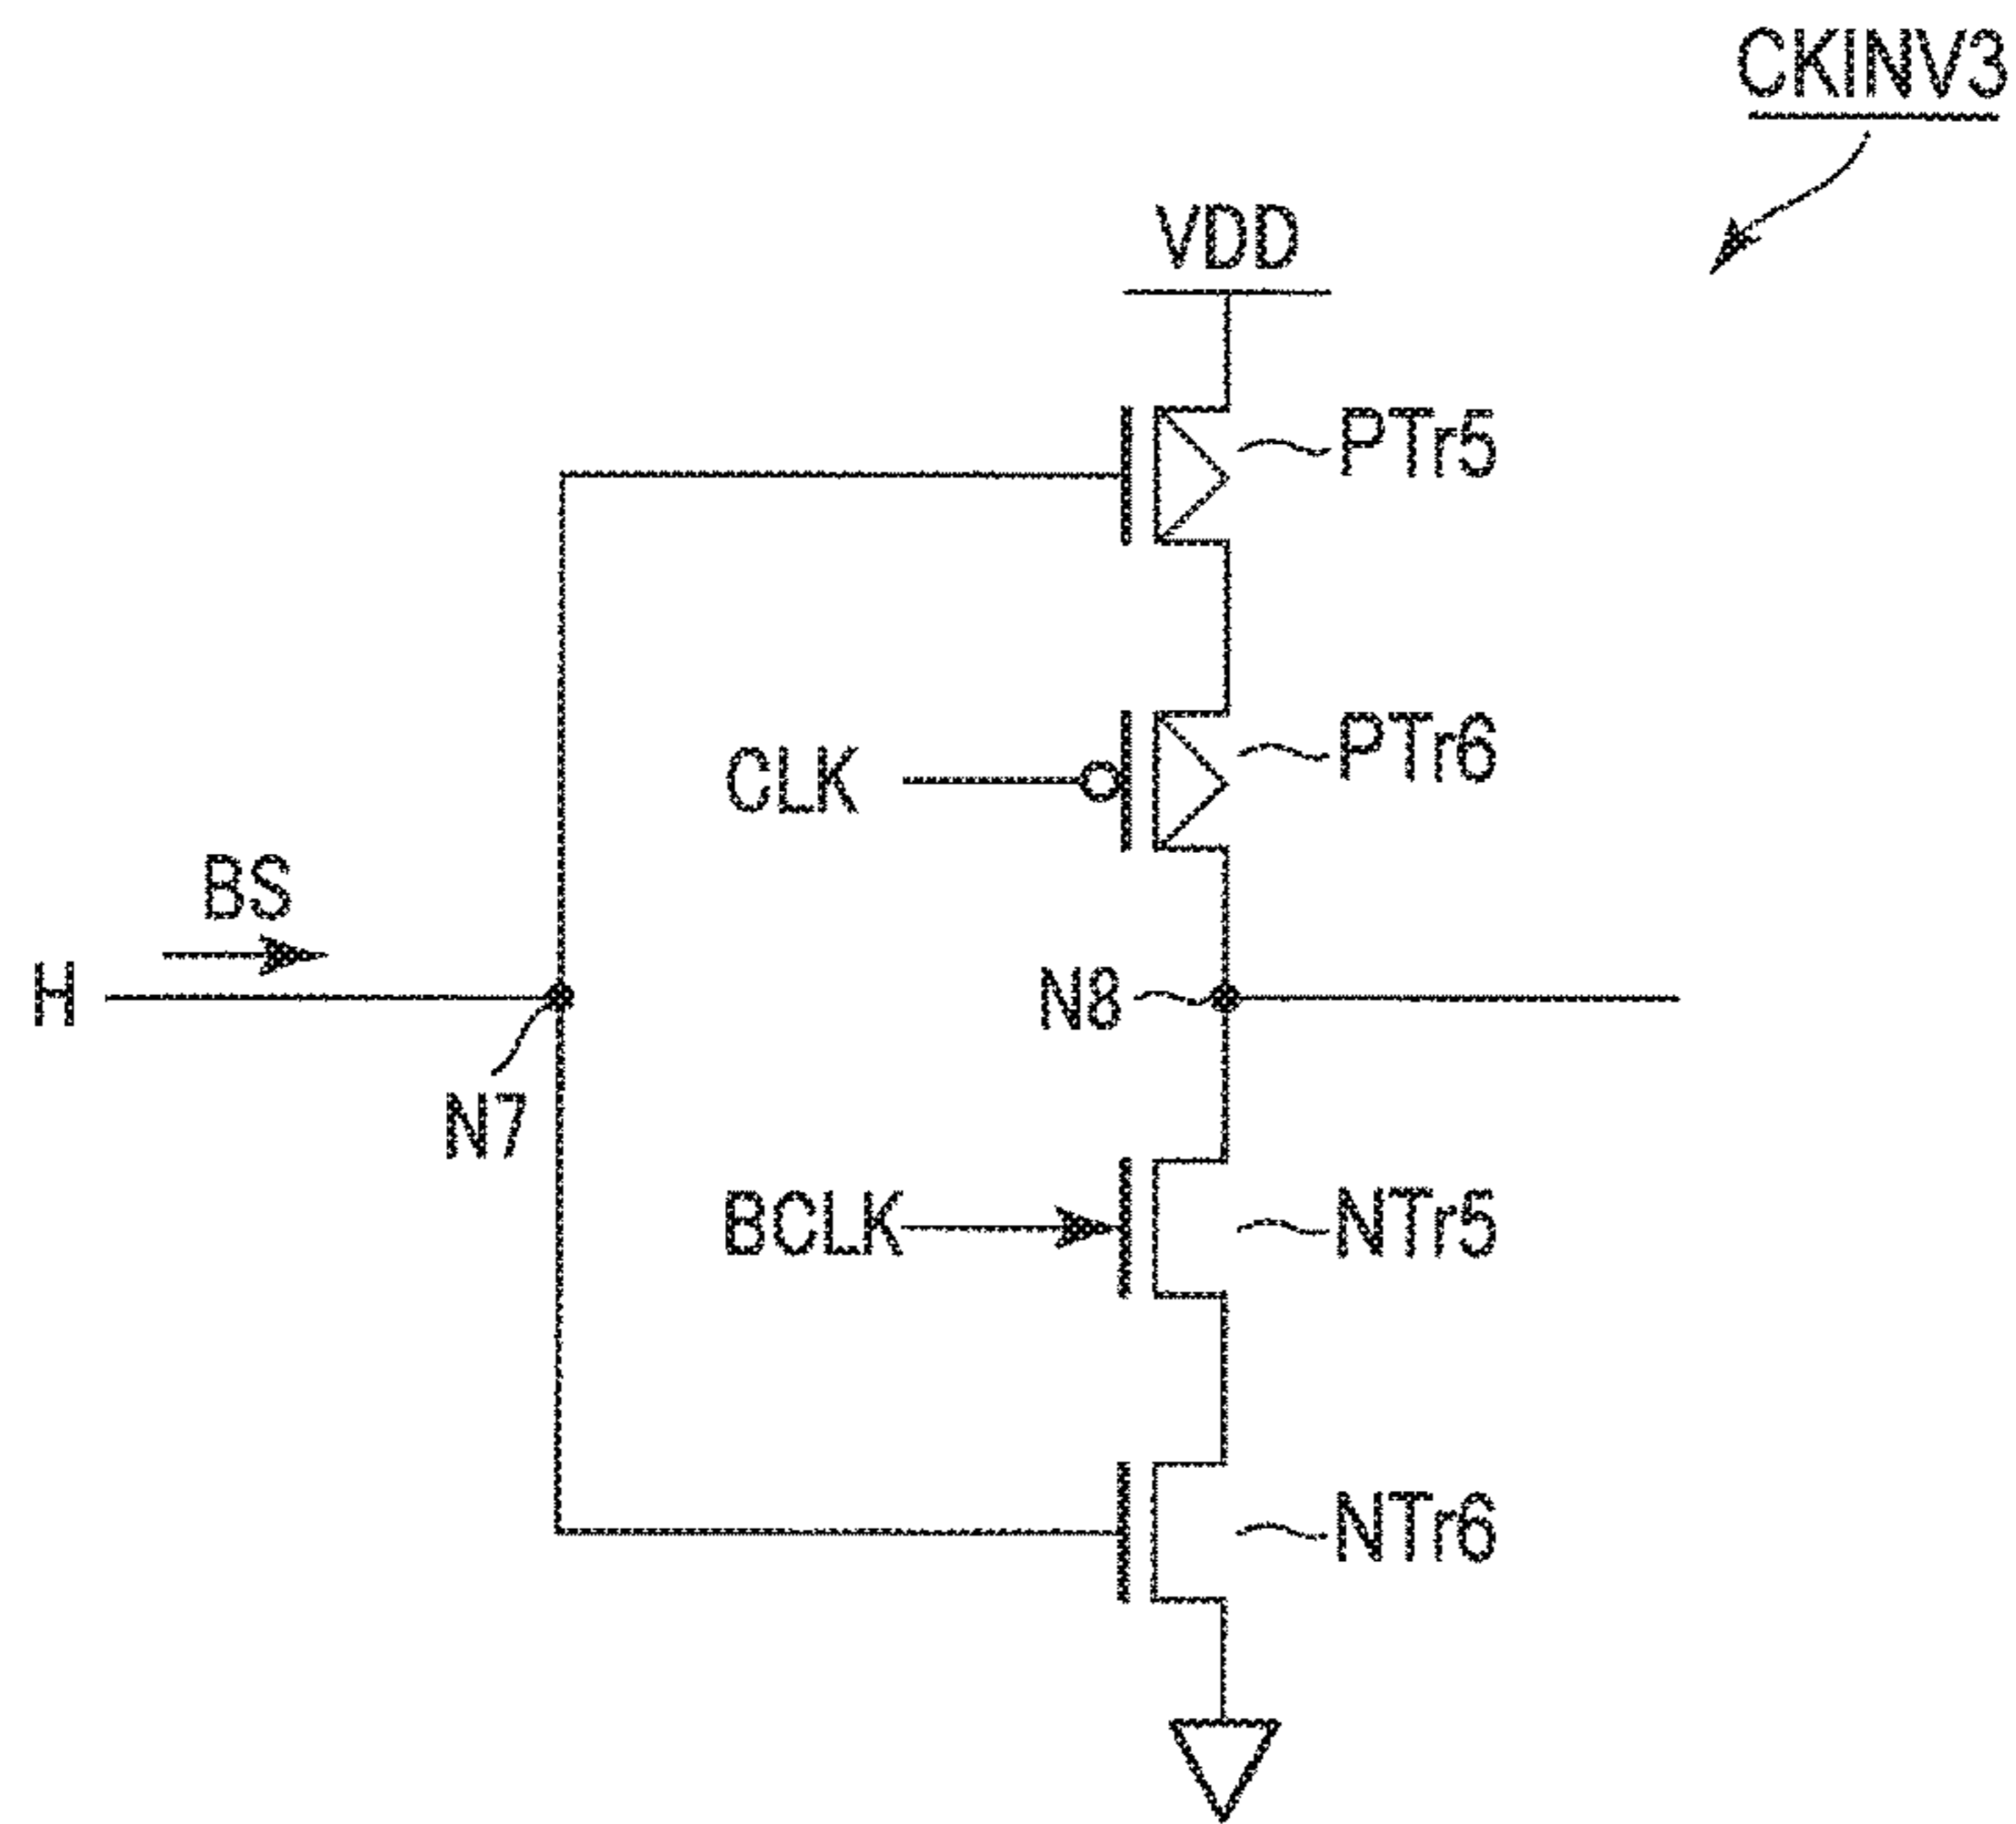 CKINV3
VDD
PTr5
CLK
PTr6
BS
H
N8
N7
BCLK
NTr5
NTr6